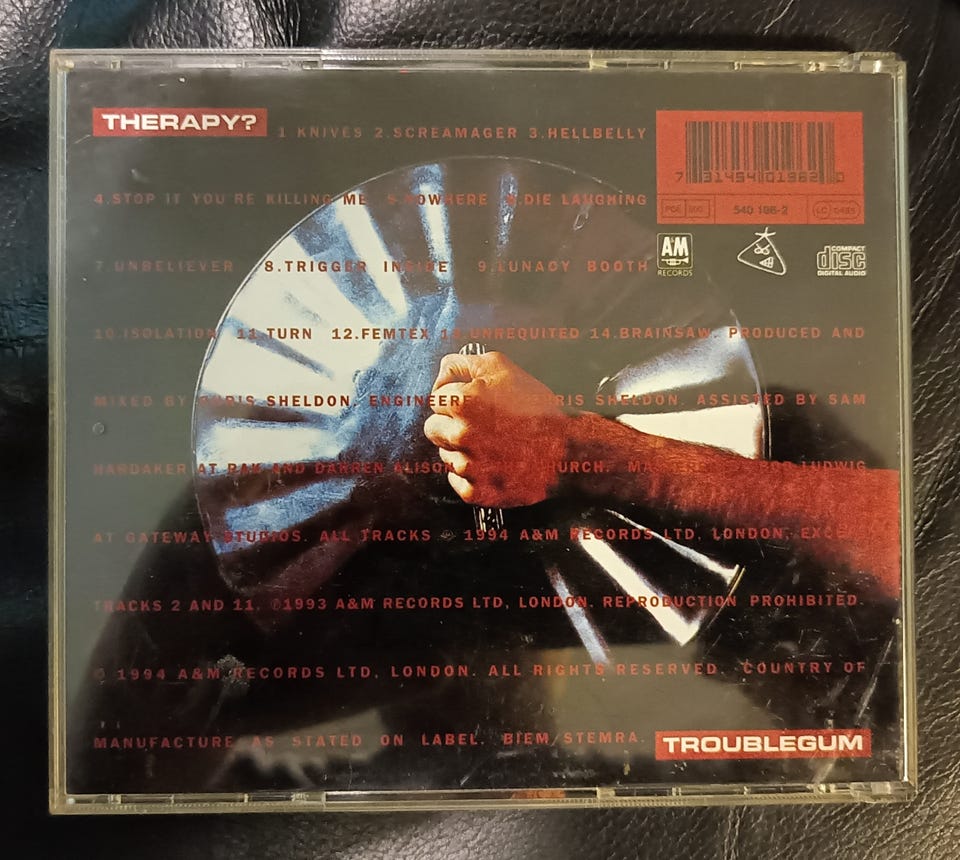 THERAPY? 1 KNIVES 2.SCREAMAGER 3.HELLBELLY
7 31454 01962 0
4.STOP IT YOU'RE KILLING ME 5.NOWHERE 6.DIE LAUGHING
540 196-2
7.UNBELIEVER 8.TRIGGER INSIDE 9.LUNACY BOOTH
A&M RECORDS
COMPACT disc DIGITAL AUDIO
10.ISOLATION 11.TURN 12.FEMTEX 13.UNREQUITED 14.BRAINSAW. PRODUCED AND
MIXED BY CHRIS SHELDON. ENGINEERED CHRIS SHELDON. ASSISTED BY SAM
HARDAKER AT RAK AND DARREN ALISON CHURCH. BOB LUDWIG
AT GATEWAY STUDIOS. ALL TRACKS ℗ 1994 A&M RECORDS LTD, LONDON, EXCEPT
TRACKS 2 AND 11. ℗1993 A&M RECORDS LTD, LONDON. REPRODUCTION PROHIBITED.
© 1994 A&M RECORDS LTD, LONDON. ALL RIGHTS RESERVED. COUNTRY OF
MANUFACTURE AS STATED ON LABEL. BIEM/STEMRA. TROUBLEGUM